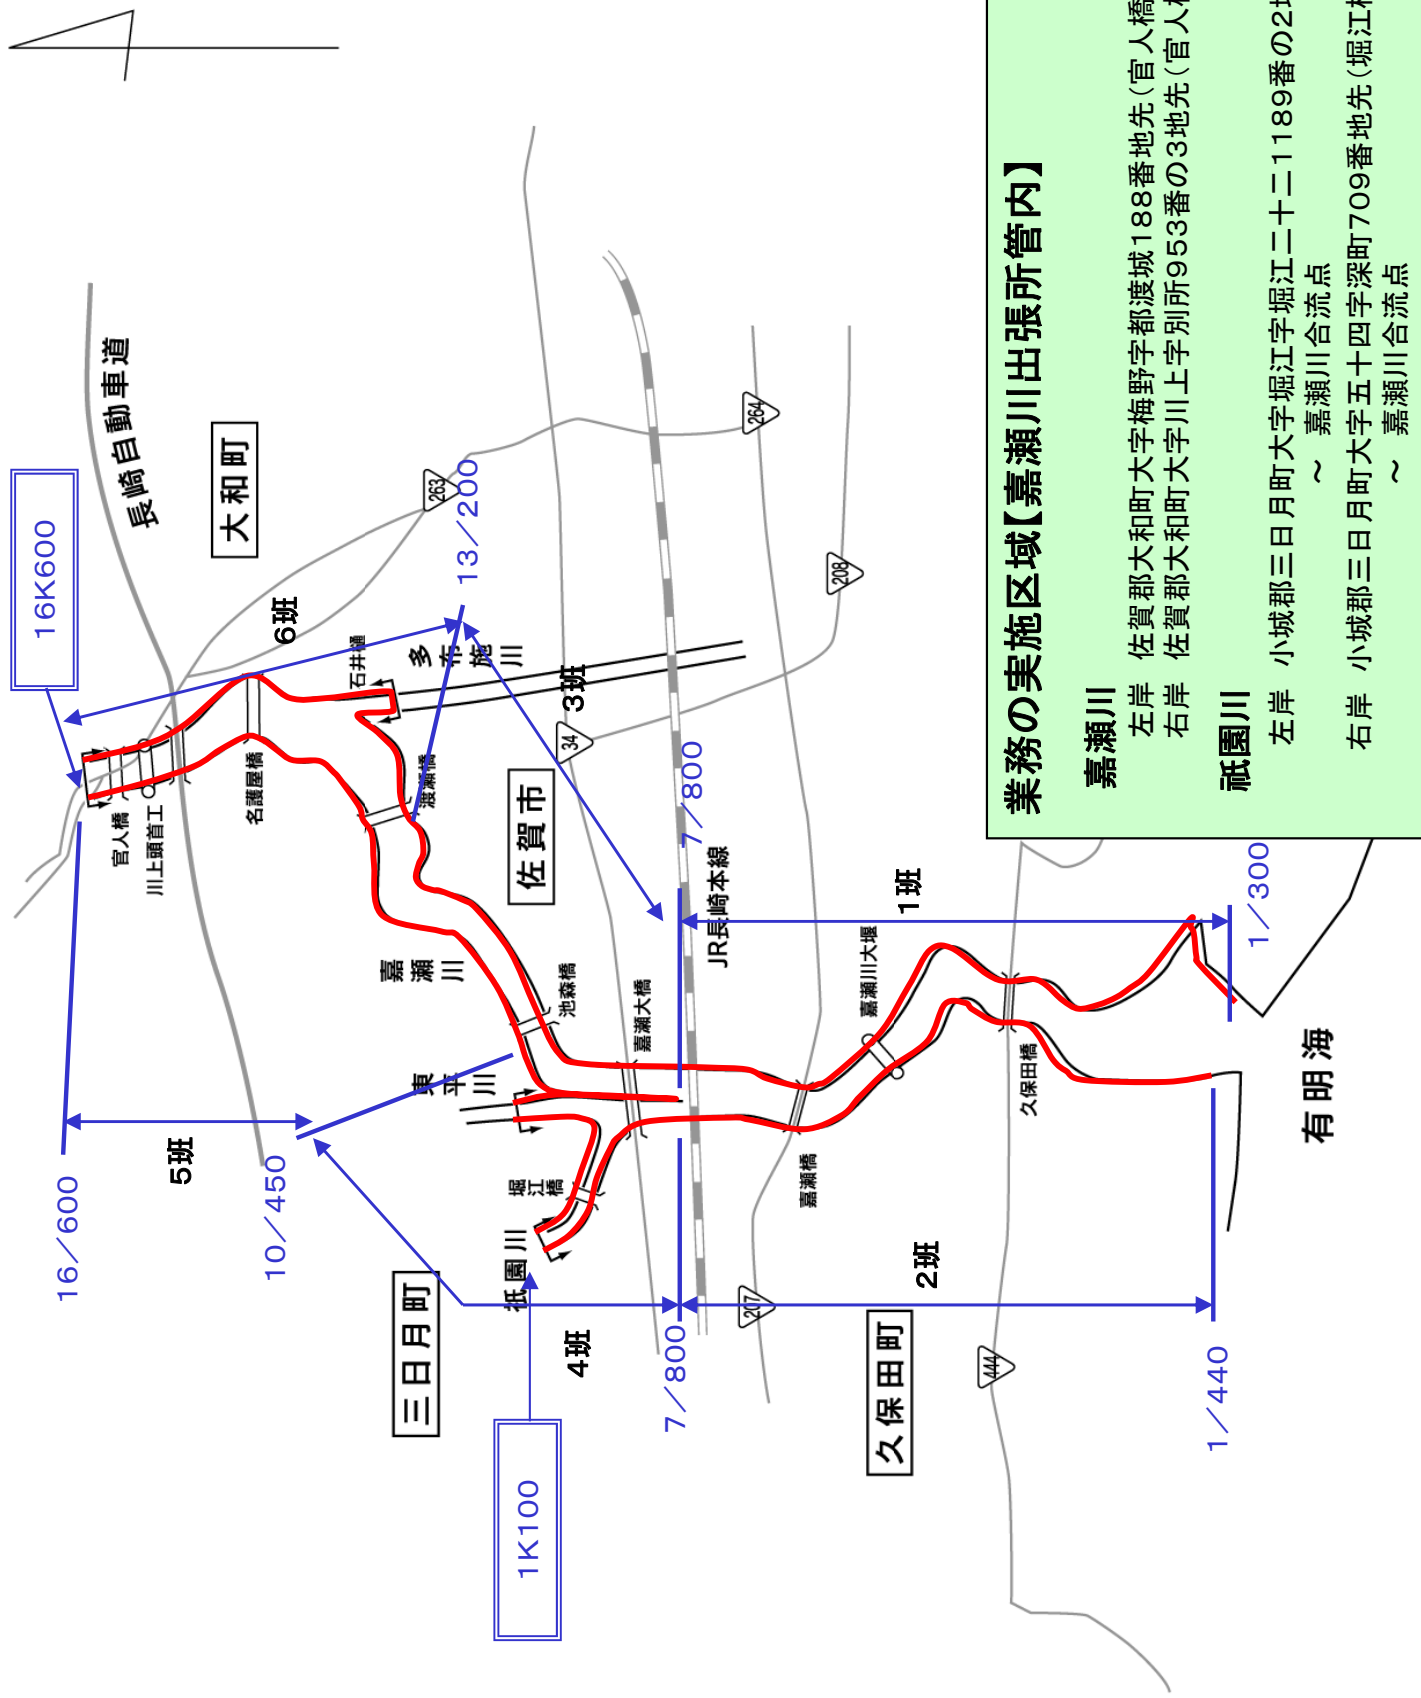 16K600
長崎自動車道
大和町
263
13/200
6班
石井樋
多布施川
3班
34
264
208
官人橋
川上頭首工
名護屋橋
渡瀬橋
佐賀市
7/800
JR長崎本線
嘉瀬川
池森橋
嘉瀬大橋
東平川
16/600
5班
10/450
堀江橋
祇園川
三日月町
4班
1K100
7/800
1班
嘉瀬川大堰
嘉瀬橋
久保田橋
1/300
有明海
2班
207
久保田町
444
1/440
業務の実施区域【嘉瀬川出張所管内】
嘉瀬川
左岸 佐賀郡大和町大字梅野字都渡城188番地先(官人橋
右岸 佐賀郡大和町大字川上字別所953番の3地先(官人
祇園川
左岸 小城郡三日月町大字堀江字堀江二十二1189番の2
~ 嘉瀬川合流点
右岸 小城郡三日月町大字五十四字深町709番地先(堀江
~ 嘉瀬川合流点